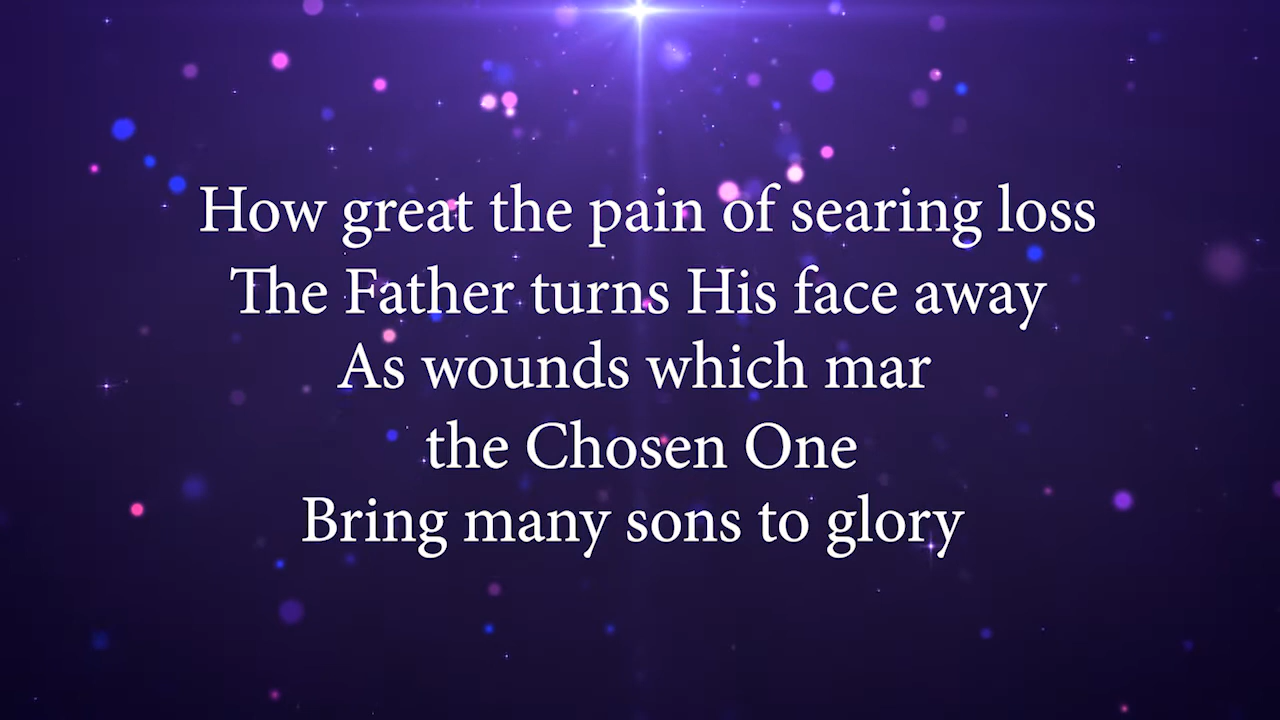 How great the pain of searing loss
The Father turns His face away
As wounds which mar
the Chosen One
Bring many sons to glory